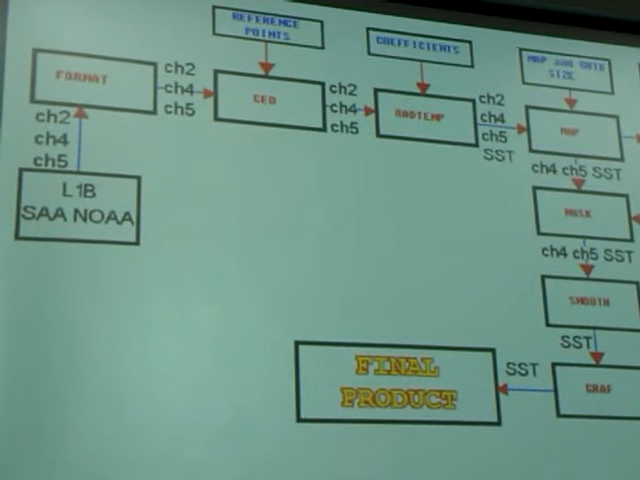 REFERENCE
POINTS
COEFFICIENTS
MAP AND GRID
SIZE
FORMAT
ch2
ch4
ch5
GEO
ch2
ch4
ch5
RADTEMP
ch2
ch4
ch5
SST
MAP
ch2
ch4
ch5
L1B
SAA NOAA
ch4 ch5 SST
MASK
ch4 ch5 SST
SMOOTH
SST
GRAF
SST
FINAL
PRODUCT